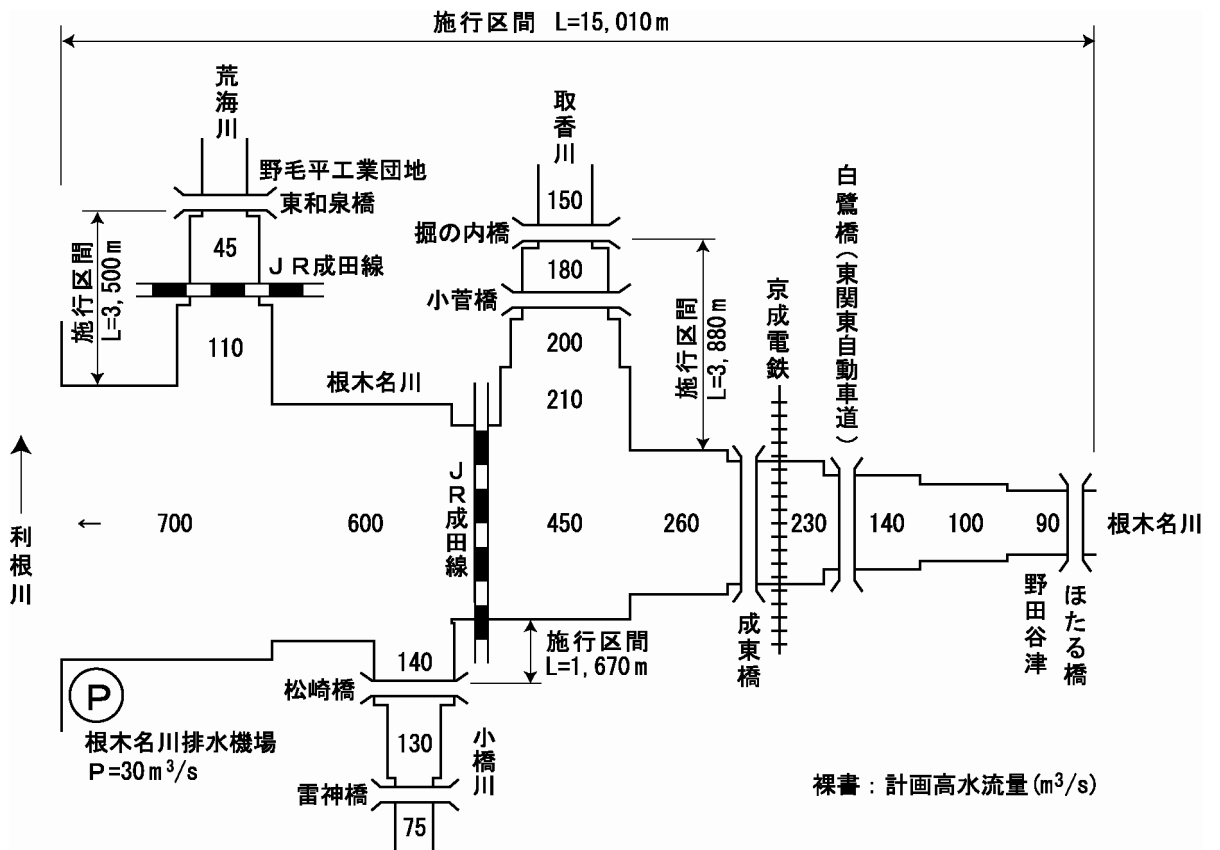 施行区間 L=15,010m
荒海川
取香川
野毛平工業団地
東和泉橋
白鷺橋(東関東自動車道)
150
掘の内橋
施行区間 L=3,500m
45
JR成田線
180
小菅橋
京成電鉄
施行区間 L=3,880m
110
200
根木名川
210
利根川
←
700
600
JR成田線
450
260
230
140
100
90
根木名川
成東橋
野田谷津
ほたる橋
施行区間
L=1,670m
140
松崎橋
P
根木名川排水機場
P=30m³/s
130
小橋川
雷神橋
75
裸書:計画高水流量(m³/s)